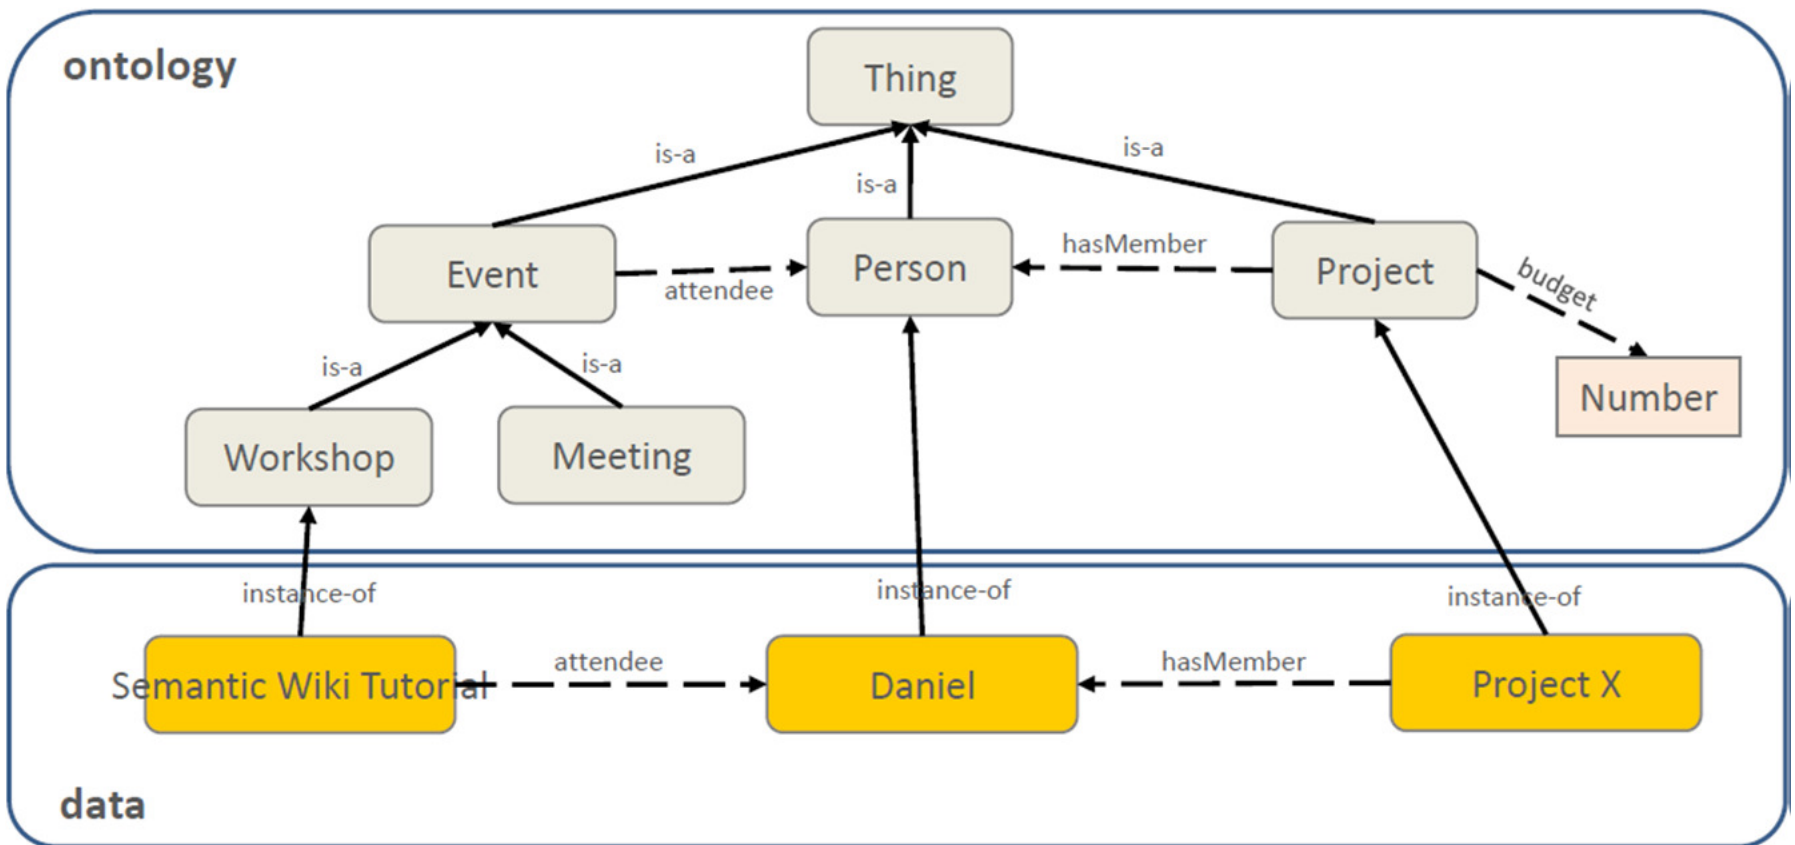 ontology
Thing
is-a
is-a
is-a
Event
attendee
Person
hasMember
Project
budget
Number
is-a
is-a
Workshop
Meeting
instance-of
instance-of
instance-of
Semantic Wiki Tutorial
attendee
Daniel
hasMember
Project X
data